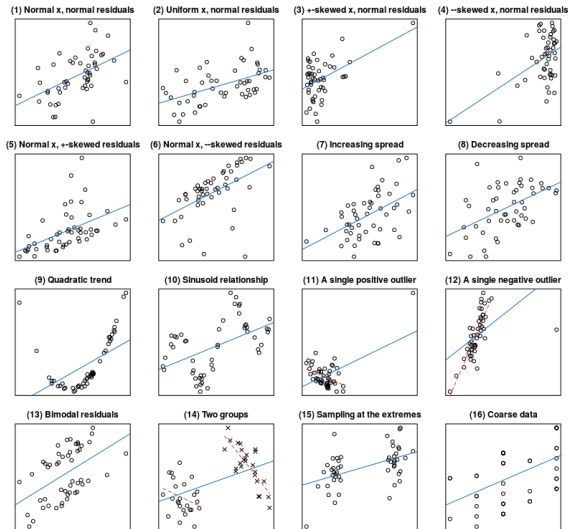 (1) Normal x, normal residuals
(2) Uniform x, normal residuals
(3) +-skewed x, normal residuals
(4) --skewed x, normal residuals
(5) Normal x, +-skewed residuals
(6) Normal x, --skewed residuals
(7) Increasing spread
(8) Decreasing spread
(9) Quadratic trend
(10) Sinusoid relationship
(11) A single positive outlier
(12) A single negative outlier
(13) Bimodal residuals
(14) Two groups
(15) Sampling at the extremes
(16) Coarse data